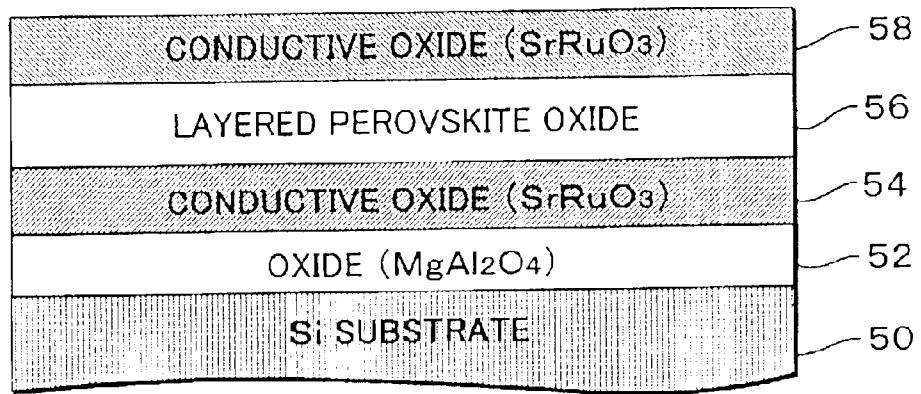 CONDUCTIVE OXIDE (SrRuO3) 58
LAYERED PEROVSKITE OXIDE 56
CONDUCTIVE OXIDE (SrRuO3) 54
OXIDE (MgAl2O4) 52
Si SUBSTRATE 50